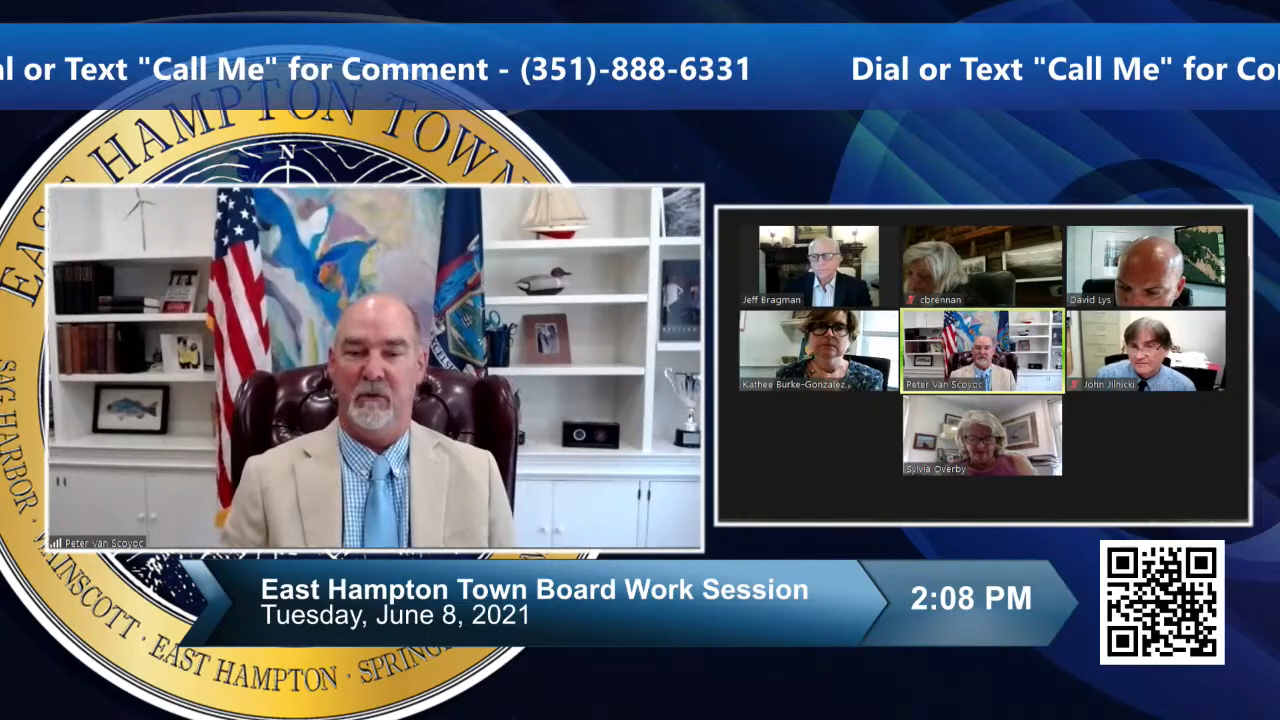 al or Text "Call Me" for Comment - (351)-888-6331
Dial or Text "Call Me" for Co
EAST HAMPTON TOWN
N
SAG HARBOR · WAINSCOTT · EAST HAMPTON · SPRING
Peter Van Scoyoc
Jeff Bragman
cbrennan
David Lys
Kathee Burke-Gonzalez
Peter Van Scoyoc
John Jilnicki
Sylvia Overby
East Hampton Town Board Work Session
Tuesday, June 8, 2021
2:08 PM